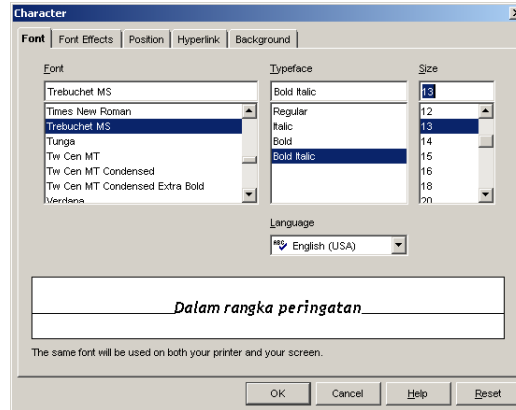 Character
Font Font Effects Position Hyperlink Background
Font Typeface Size
Trebuchet MS Bold Italic 13
Times New Roman Regular 12
Trebuchet MS Italic 13
Tunga Bold 14
Tw Cen MT Bold Italic 15
Tw Cen MT Condensed 16
Tw Cen MT Condensed Extra Bold 18
Verdana 20
Language
ABC English (USA)
Dalam rangka peringatan
The same font will be used on both your printer and your screen.
OK Cancel Help Reset